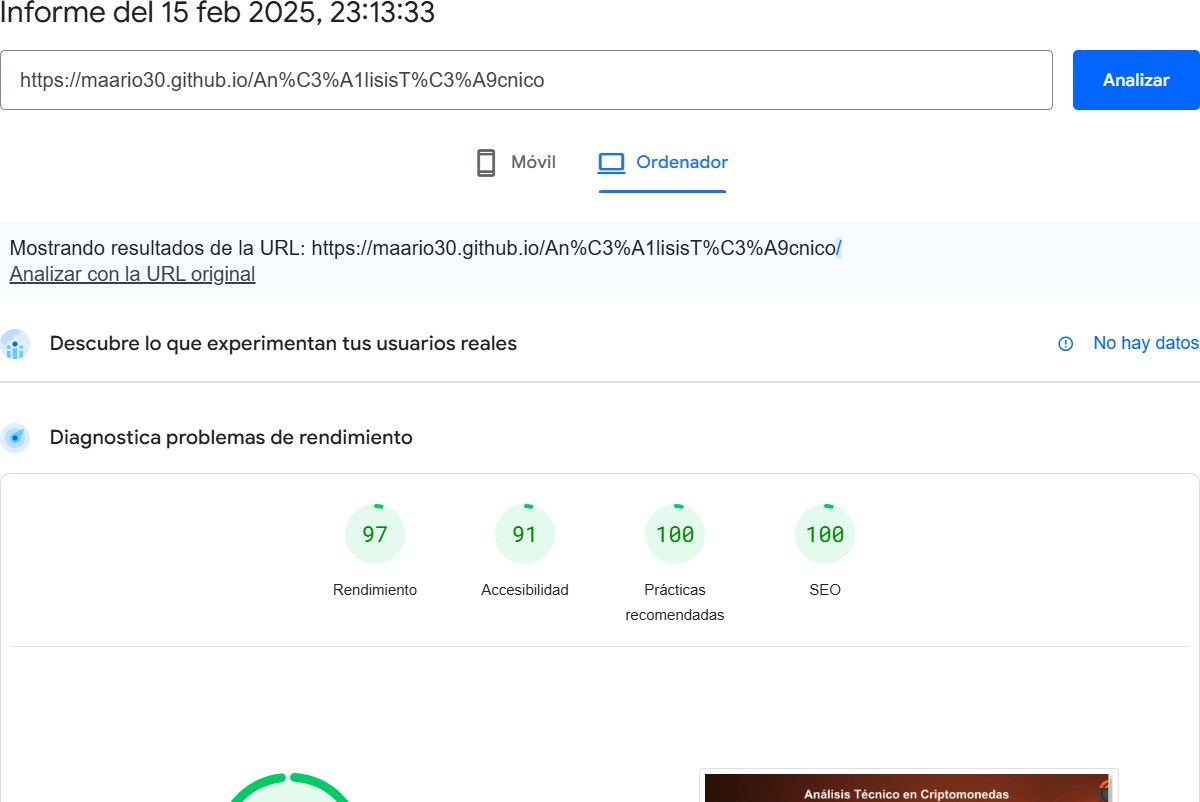 Informe del 15 feb 2025, 23:13:33
https://maario30.github.io/An%C3%A1lisisT%C3%A9cnico
Analizar
Móvil
Ordenador
Mostrando resultados de la URL: https://maario30.github.io/An%C3%A1lisisT%C3%A9cnico/
Analizar con la URL original
Descubre lo que experimentan tus usuarios reales
No hay datos
Diagnostica problemas de rendimiento
97
91
100
100
Rendimiento
Accesibilidad
Prácticas
recomendadas
SEO
Análisis Técnico en Criptomonedas